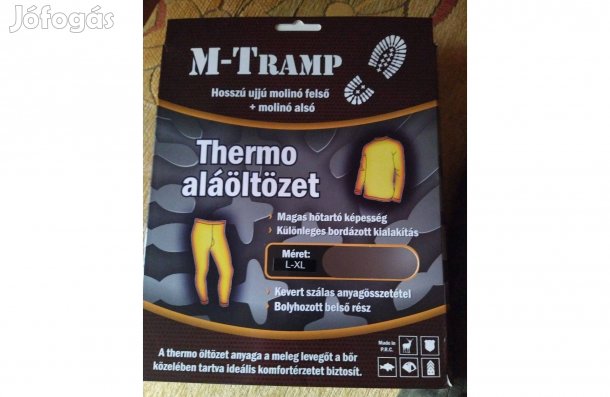 Jófogás
M-TRAMP
Hosszú ujjú molinó felső
+ molinó alsó
Thermo
aláöltözet
› Magas hőtartó képesség
› Különleges bordázott kialakítás
Méret:
L-XL
› Kevert szálas anyagösszetétel
› Bolyhozott belső rész
Made in
P.R.C.
A thermo öltözet anyaga a meleg levegőt a bőr
közelében tartva ideális komfortérzetet biztosít.